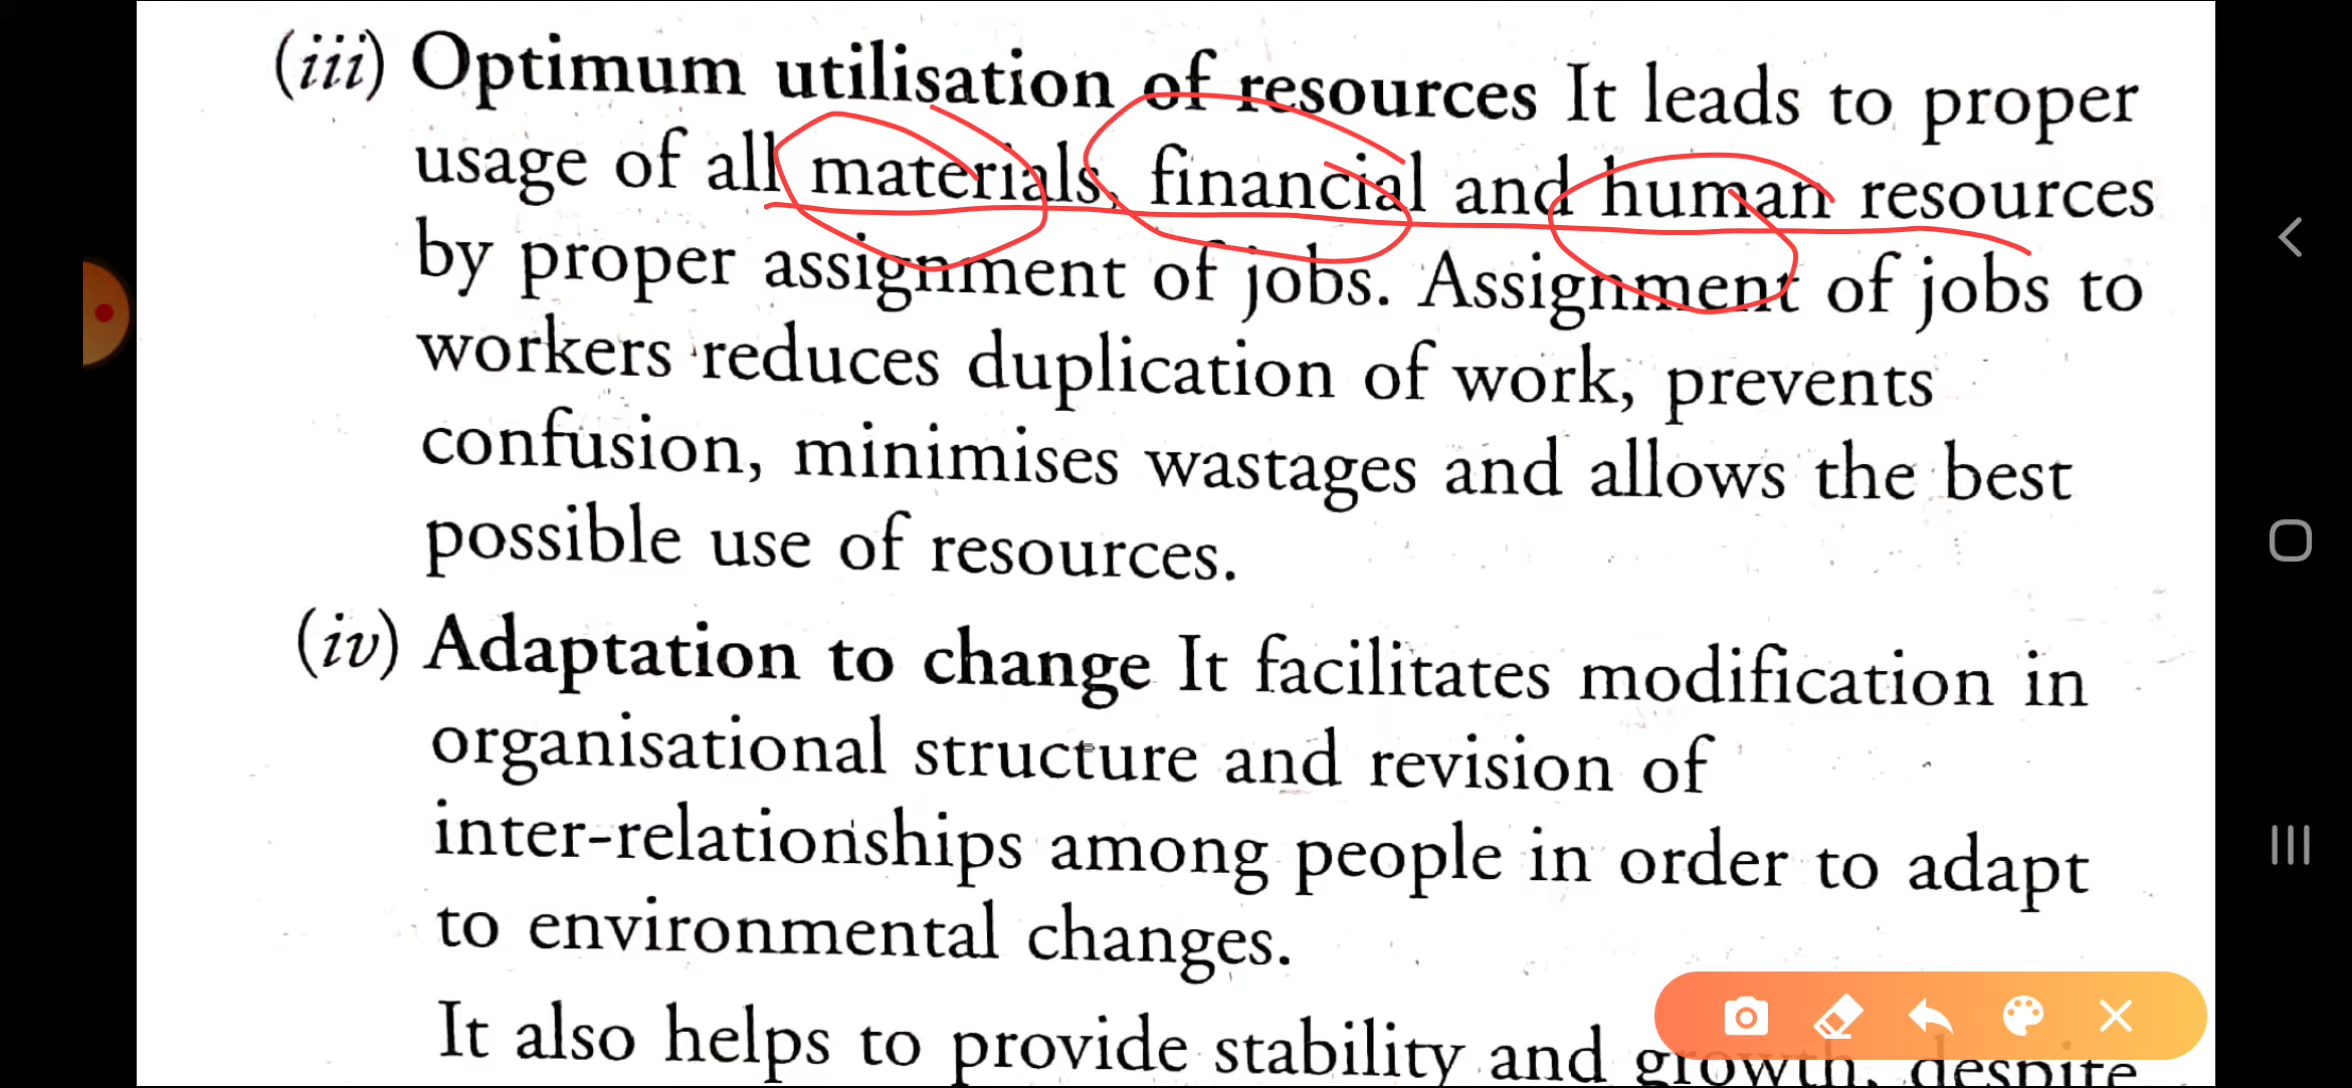 (iii) Optimum utilisation of resources It leads to proper
usage of all materials, financial and human resources
by proper assignment of jobs. Assignment of jobs to
workers reduces duplication of work, prevents
confusion, minimises wastages and allows the best
possible use of resources.
(iv) Adaptation to change It facilitates modification in
organisational structure and revision of
inter-relationships among people in order to adapt
to environmental changes.
It also helps to provide stability and growth, despite